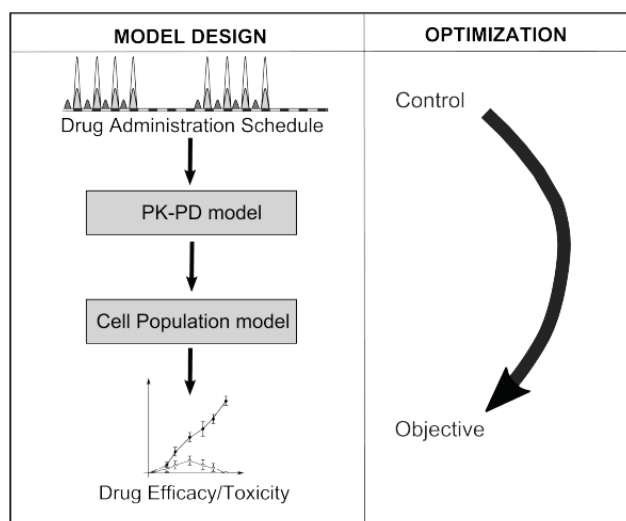 MODEL DESIGN
Drug Administration Schedule
PK-PD model
Cell Population model
Drug Efficacy/Toxicity
OPTIMIZATION
Control
Objective